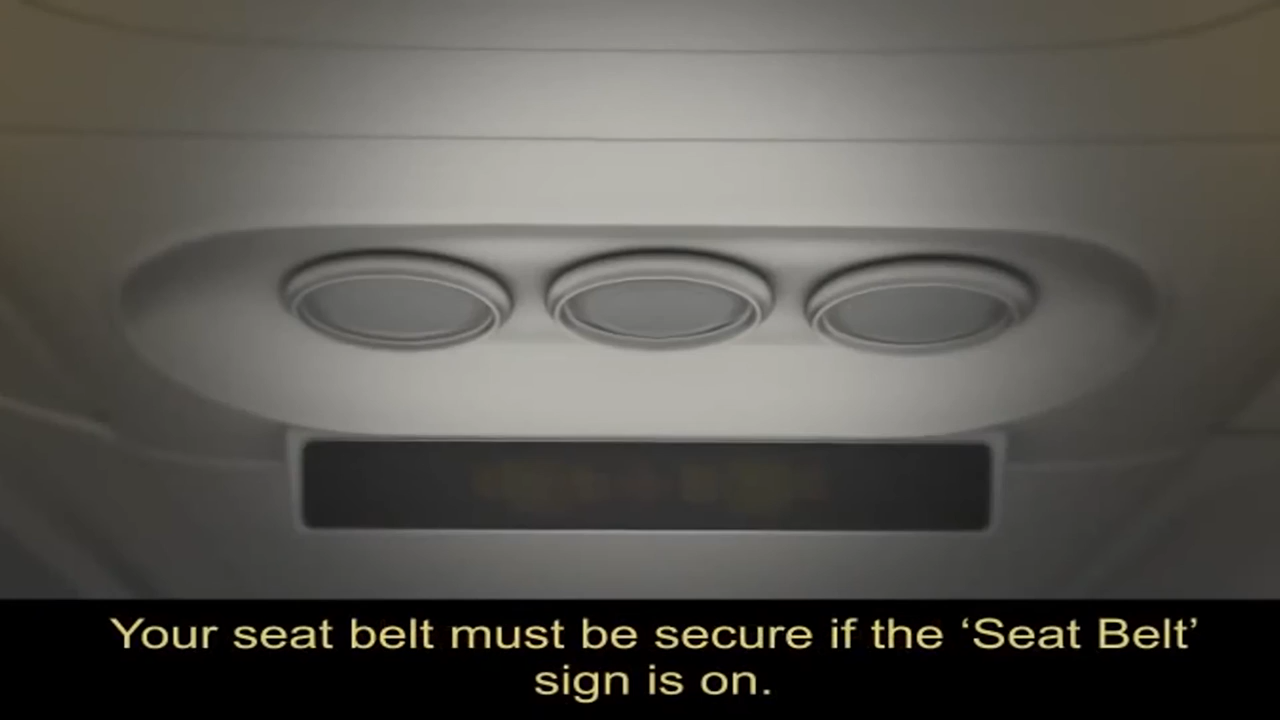 Your seat belt must be secure if the ‘Seat Belt’
sign is on.